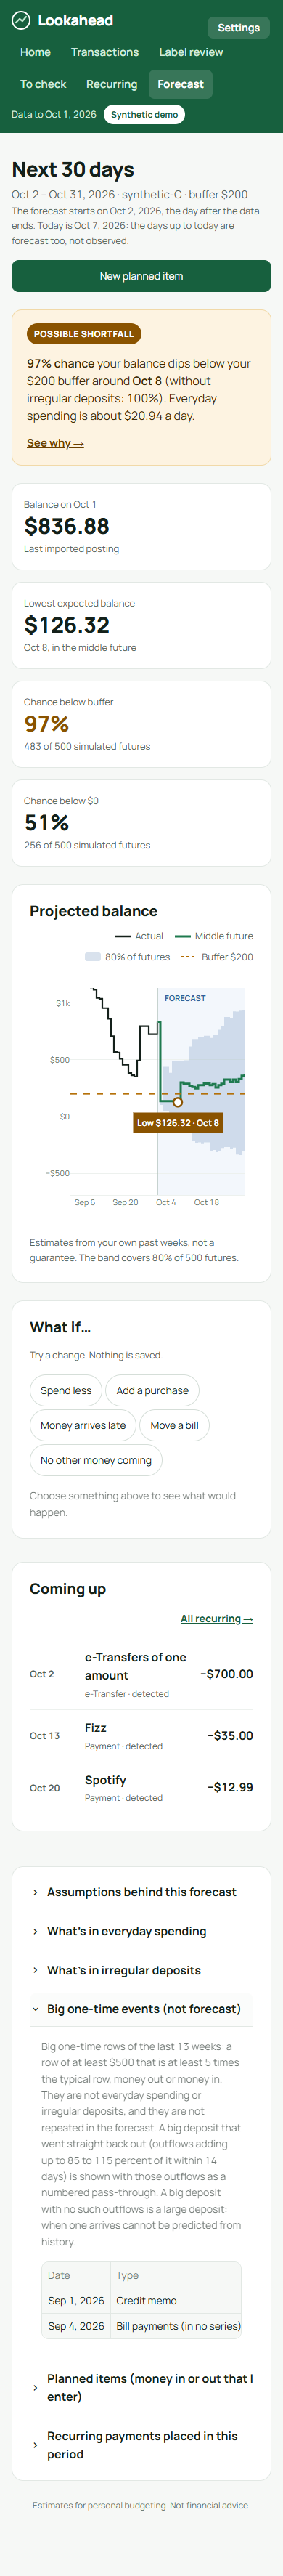 Lookahead
Settings
Home Transactions Label review
To check Recurring Forecast
Data to Oct 1, 2026 Synthetic demo
Next 30 days
Oct 2 – Oct 31, 2026 · synthetic-C · buffer $200
The forecast starts on Oct 2, 2026, the day after the data
ends. Today is Oct 7, 2026: the days up to today are
forecast too, not observed.
New planned item
POSSIBLE SHORTFALL
97% chance your balance dips below your
$200 buffer around Oct 8 (without
irregular deposits: 100%). Everyday
spending is about $20.94 a day.
See why →
Balance on Oct 1
$836.88
Last imported posting
Lowest expected balance
$126.32
Oct 8, in the middle future
Chance below buffer
97%
483 of 500 simulated futures
Chance below $0
51%
256 of 500 simulated futures
Projected balance
Actual Middle future
80% of futures Buffer $200
FORECAST
$1k
$500
$0
Low $126.32 · Oct 8
−$500
Sep 6 Sep 20 Oct 4 Oct 18
Estimates from your own past weeks, not a
guarantee. The band covers 80% of 500 futures.
What if…
Try a change. Nothing is saved.
Spend less Add a purchase
Money arrives late Move a bill
No other money coming
Choose something above to see what would
happen.
Coming up
All recurring →
Oct 2 e-Transfers of one amount −$700.00
e-Transfer · detected
Oct 13 Fizz −$35.00
Payment · detected
Oct 20 Spotify −$12.99
Payment · detected
Assumptions behind this forecast
What's in everyday spending
What's in irregular deposits
Big one-time events (not forecast)
Big one-time rows of the last 13 weeks: a
row of at least $500 that is at least 5 times
the typical row, money out or money in.
They are not everyday spending or
irregular deposits, and they are not
repeated in the forecast. A big deposit that
went straight back out (outflows adding
up to 85 to 115 percent of it within 14
days) is shown with those outflows as a
numbered pass-through. A big deposit
with no such outflows is a large deposit:
when one arrives cannot be predicted from
history.
Date Type
Sep 1, 2026 Credit memo
Sep 4, 2026 Bill payments (in no series)
Planned items (money in or out that I
enter)
Recurring payments placed in this
period
Estimates for personal budgeting. Not financial advice.